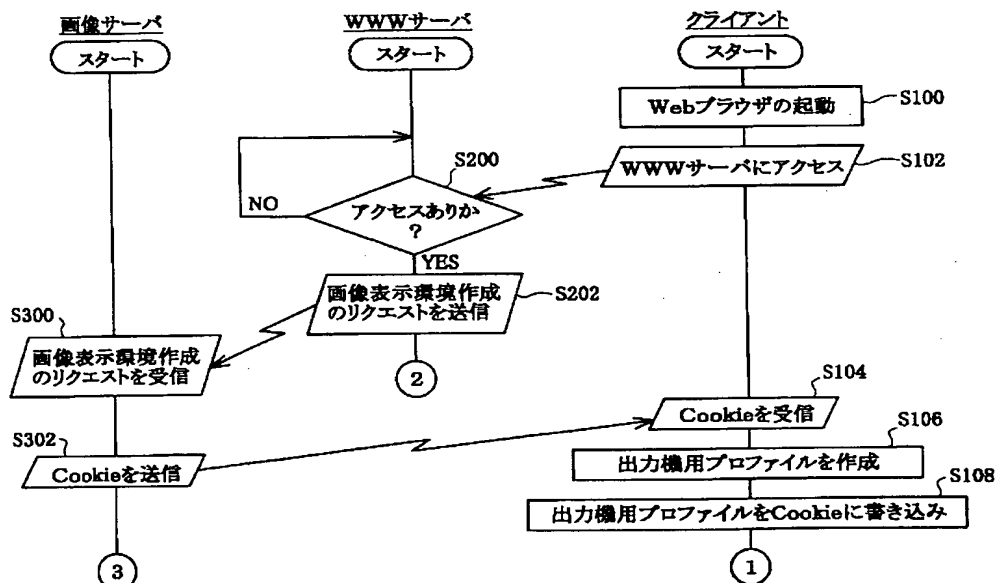 画像サーバ
WWWサーバ
クライアント
スタート
スタート
スタート
Webブラウザの起動
S100
WWWサーバにアクセス
S102
S200
アクセスありか
?
NO
YES
画像表示環境作成
のリクエストを送信
S202
S300
画像表示環境作成
のリクエストを受信
2
S104
Cookieを受信
S302
Cookieを送信
S106
出力機用プロファイルを作成
S108
出力機用プロファイルをCookieに書き込み
3
1